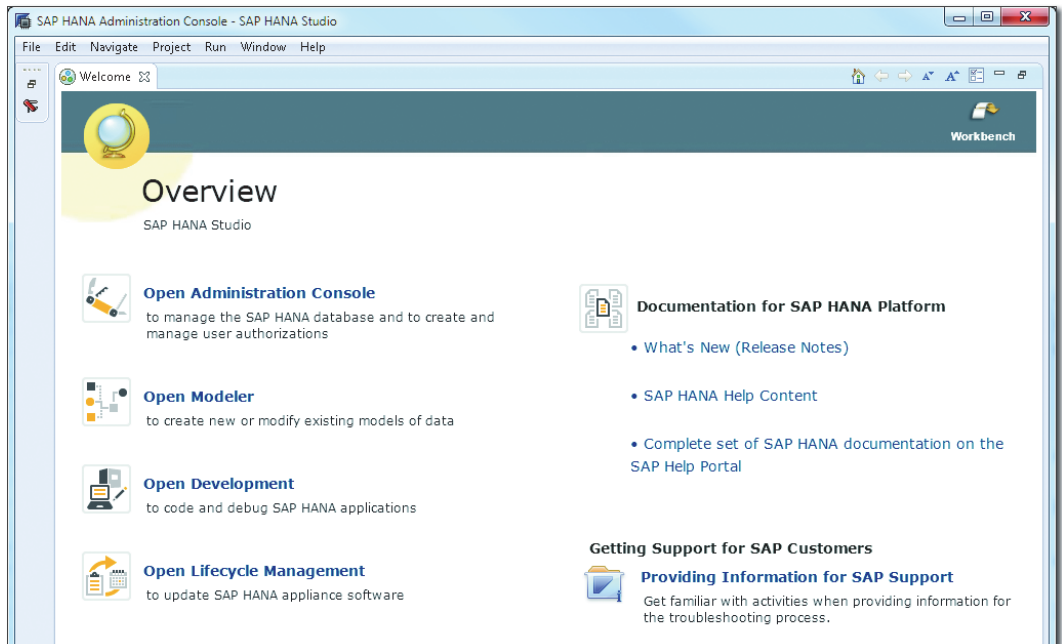 SAP HANA Administration Console - SAP HANA Studio
File Edit Navigate Project Run Window Help
Welcome
Workbench
Overview
SAP HANA Studio
Open Administration Console
to manage the SAP HANA database and to create and
manage user authorizations
Open Modeler
to create new or modify existing models of data
Open Development
to code and debug SAP HANA applications
Open Lifecycle Management
to update SAP HANA appliance software
Documentation for SAP HANA Platform
• What's New (Release Notes)
• SAP HANA Help Content
• Complete set of SAP HANA documentation on the
SAP Help Portal
Getting Support for SAP Customers
Providing Information for SAP Support
Get familiar with activities when providing information for
the troubleshooting process.